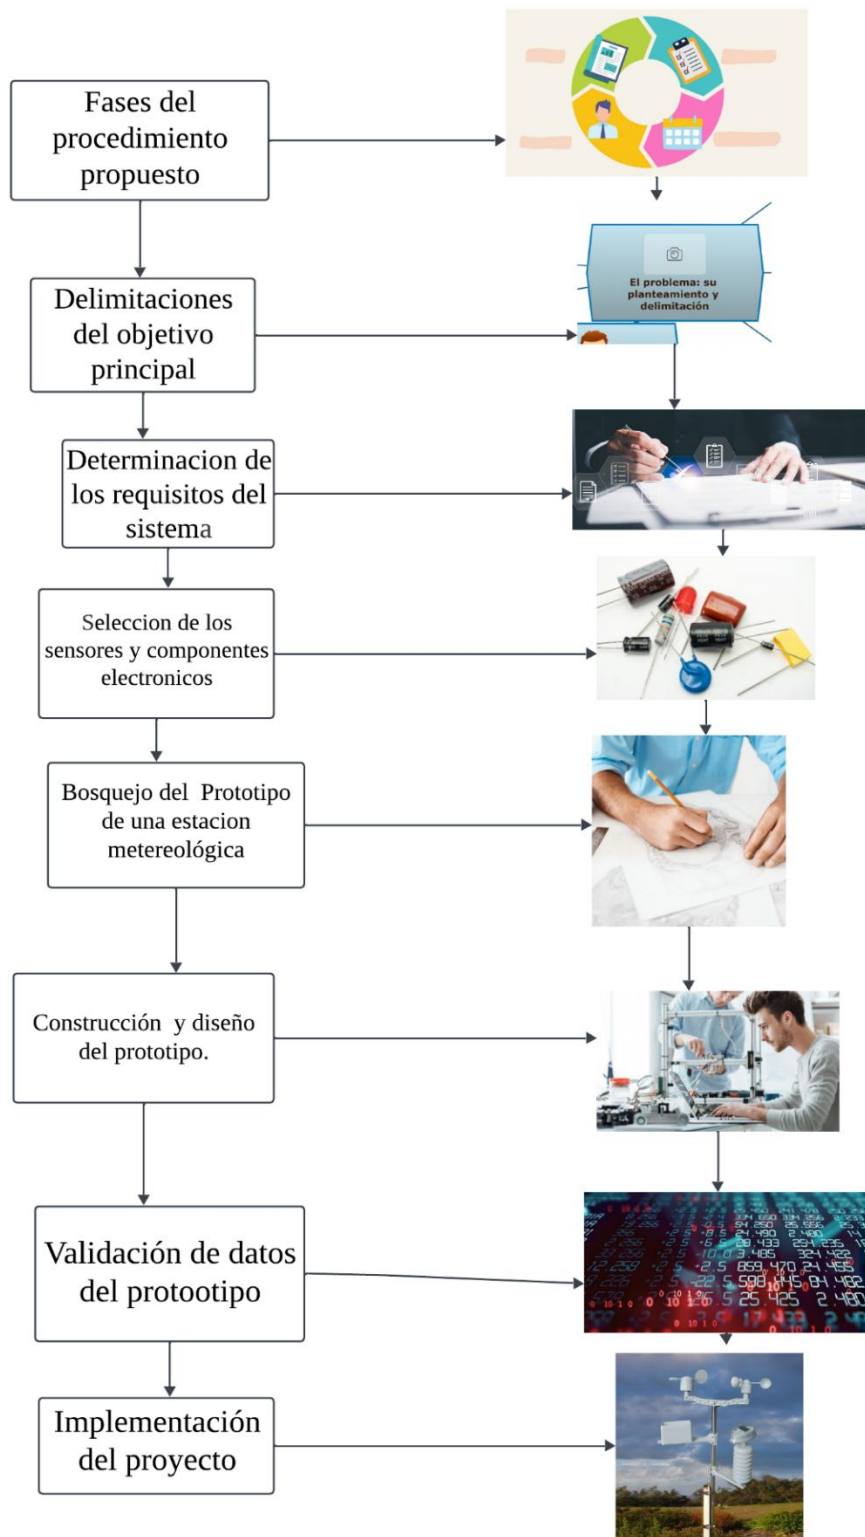 Fases del
procedimiento
propuesto
El problema: su
planteamiento y
delimitación
Delimitaciones
del objetivo
principal
Determinacion de
los requisitos del
sistema
Seleccion de los
sensores y componentes
electronicos
Bosquejo del Prototipo
de una estacion
metereológica
Construcción y diseño
del prototipo.
Validación de datos
del protootipo
Implementación
del proyecto